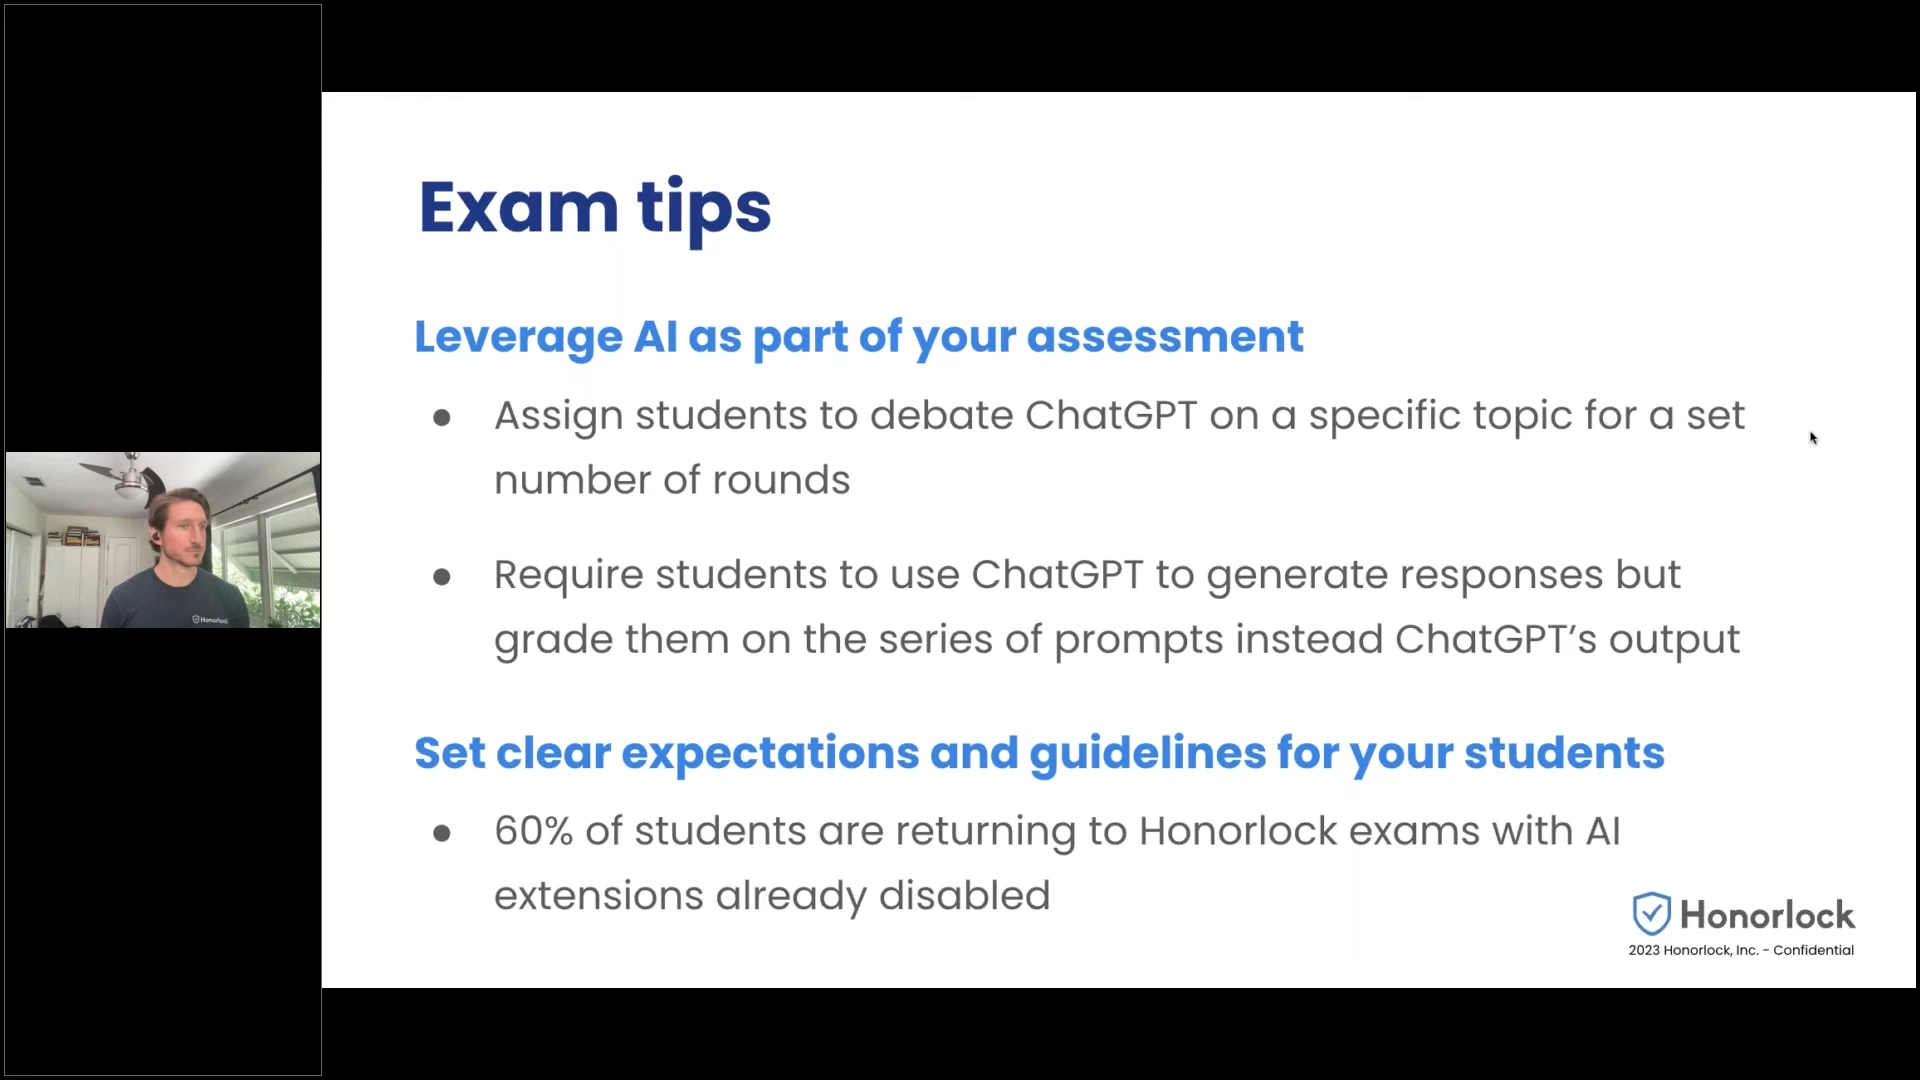 Exam tips
Leverage AI as part of your assessment
● Assign students to debate ChatGPT on a specific topic for a set
number of rounds
● Require students to use ChatGPT to generate responses but
grade them on the series of prompts instead ChatGPT’s output
Set clear expectations and guidelines for your students
● 60% of students are returning to Honorlock exams with AI
extensions already disabled
Honorlock
2023 Honorlock, Inc. - Confidential
Honorlock